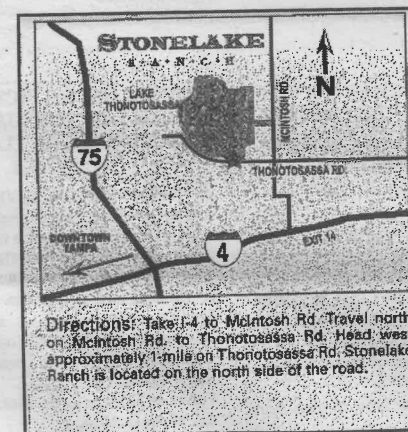 STONELAKE
R·A·N·C·H
LAKE
THONOTOSASSA
MCINTOSH RD.
N
75
THONOTOSASSA RD.
DOWNTOWN
TAMPA
4
EXIT 14
Directions: Take I-4 to McIntosh Rd. Travel north
on McIntosh Rd. to Thonotosassa Rd. Head west
approximately 1-mile on Thonotosassa Rd. Stonelake
Ranch is located on the north side of the road.